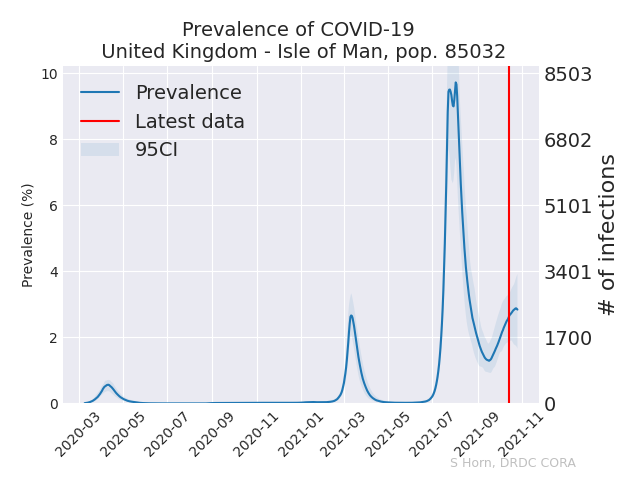 Prevalence of COVID-19
United Kingdom - Isle of Man, pop. 85032
Prevalence
Latest data
95CI
Prevalence (%)
10
8
6
4
2
0
8503
6802
5101
3401
1700
0
# of infections
2020-03
2020-05
2020-07
2020-09
2020-11
2021-01
2021-03
2021-05
2021-07
2021-09
2021-11
S Horn, DRDC CORA